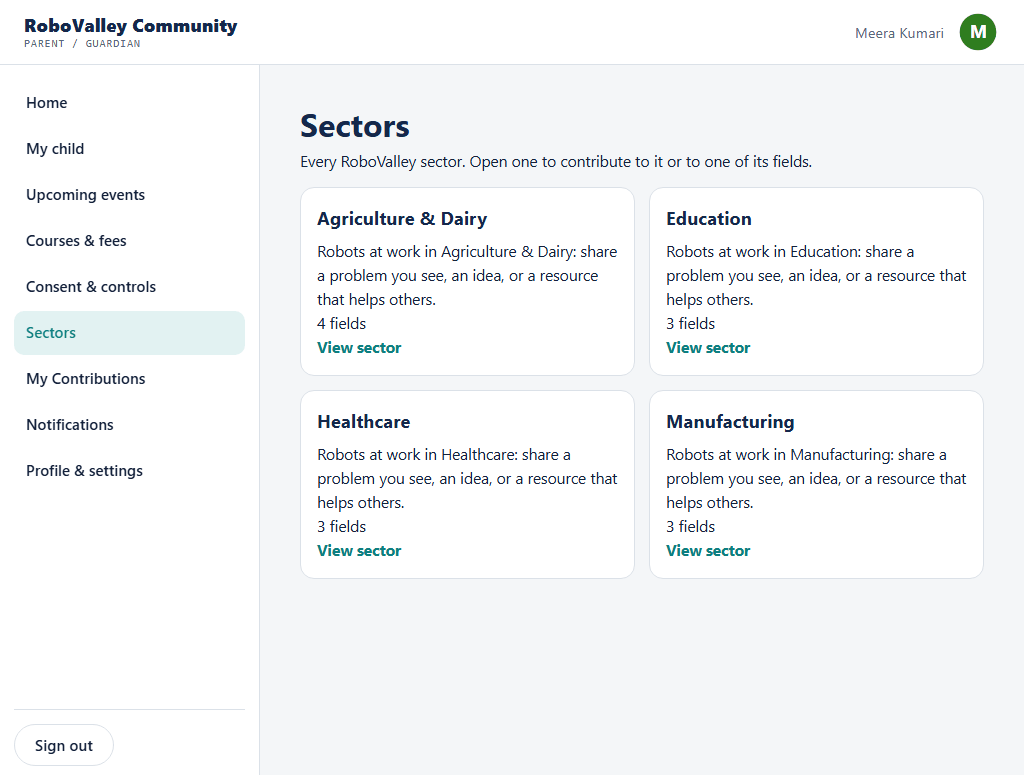 RoboValley Community
PARENT / GUARDIAN
Meera Kumari
M
Home
My child
Upcoming events
Courses & fees
Consent & controls
Sectors
My Contributions
Notifications
Profile & settings
Sign out
Sectors
Every RoboValley sector. Open one to contribute to it or to one of its fields.
Agriculture & Dairy
Robots at work in Agriculture & Dairy: share
a problem you see, an idea, or a resource
that helps others.
4 fields
View sector
Education
Robots at work in Education: share a
problem you see, an idea, or a resource that
helps others.
3 fields
View sector
Healthcare
Robots at work in Healthcare: share a
problem you see, an idea, or a resource that
helps others.
3 fields
View sector
Manufacturing
Robots at work in Manufacturing: share a
problem you see, an idea, or a resource that
helps others.
3 fields
View sector